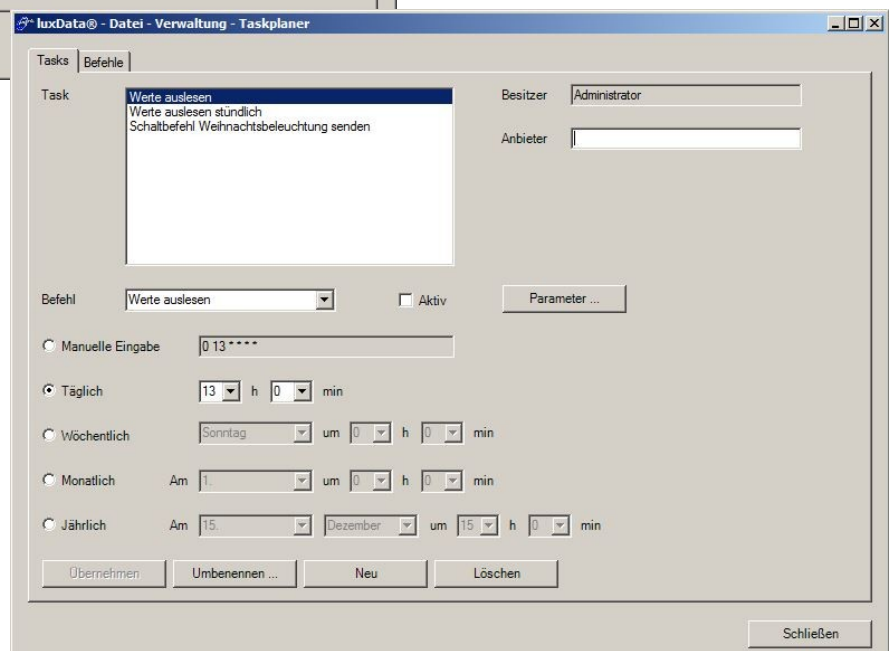 luxData® - Datei - Verwaltung - Taskplaner
Tasks Befehle
Task
Werte auslesen
Werte auslesen stündlich
Schaltbefehl Weihnachtsbeleuchtung senden
Besitzer Administrator
Anbieter
Befehl Werte auslesen Aktiv Parameter ...
Manuelle Eingabe 0 13 * * * *
Täglich 13 h 0 min
Wöchentlich Sonntag um 0 h 0 min
Monatlich Am 1. um 0 h 0 min
Jährlich Am 15. Dezember um 15 h 0 min
Übernehmen Umbenennen ... Neu Löschen
Schließen